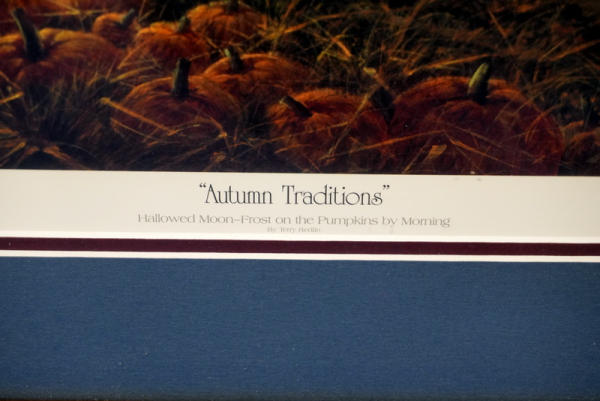 “Autumn Traditions”
Hallowed Moon–Frost on the Pumpkins by Morning
By Terry Redlin